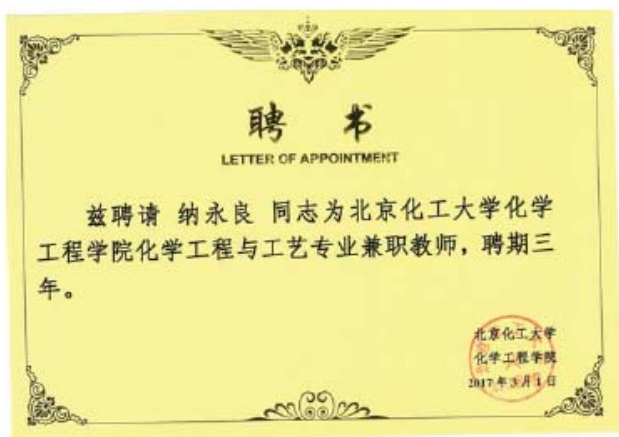 聘 书
LETTER OF APPOINTMENT
兹聘请 纳永良 同志为北京化工大学化学
工程学院化学工程与工艺专业兼职教师，聘期三
年。
北京化工大学
化学工程学院
2017年3月1日